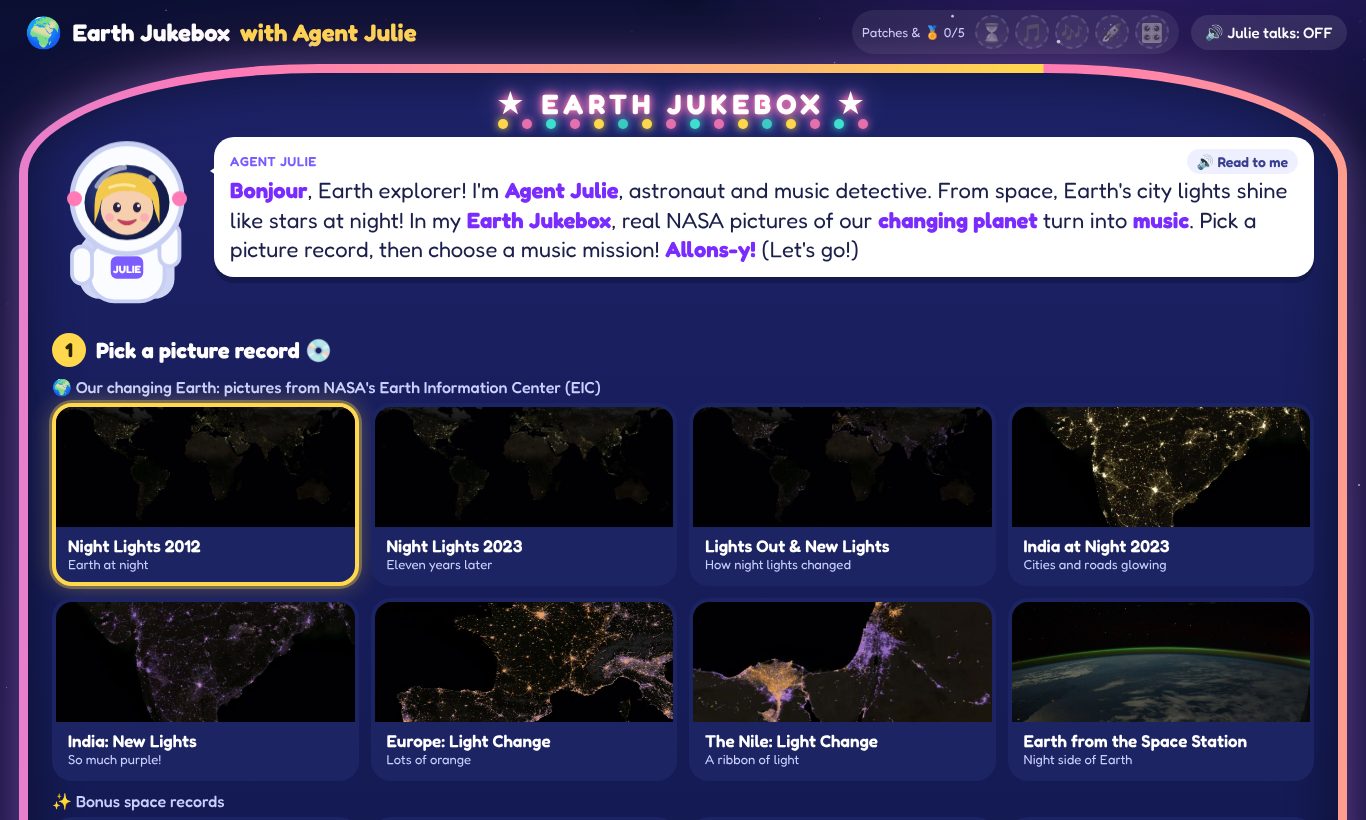 Earth Jukebox with Agent Julie
Patches & 🏅 0/5
🔊 Julie talks: OFF
★ EARTH JUKEBOX ★
AGENT JULIE
🔊 Read to me
Bonjour, Earth explorer! I'm Agent Julie, astronaut and music detective. From space, Earth's city lights shine
like stars at night! In my Earth Jukebox, real NASA pictures of our changing planet turn into music. Pick a
picture record, then choose a music mission! Allons-y! (Let's go!)
JULIE
1 Pick a picture record 💿
🌍 Our changing Earth: pictures from NASA's Earth Information Center (EIC)
Night Lights 2012
Earth at night
Night Lights 2023
Eleven years later
Lights Out & New Lights
How night lights changed
India at Night 2023
Cities and roads glowing
India: New Lights
So much purple!
Europe: Light Change
Lots of orange
The Nile: Light Change
A ribbon of light
Earth from the Space Station
Night side of Earth
✨ Bonus space records